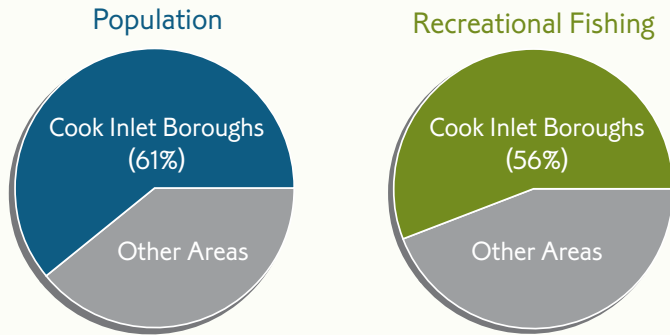 Population
Cook Inlet Boroughs
(61%)
Other Areas
Recreational Fishing
Cook Inlet Boroughs
(56%)
Other Areas